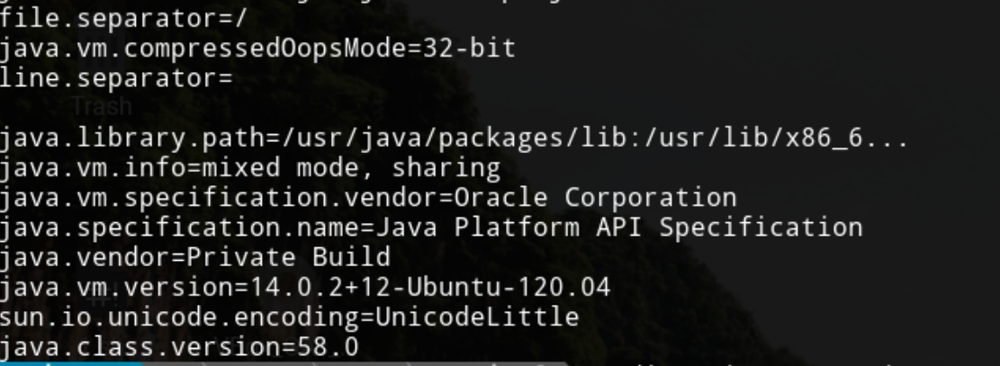 file.separator=/
java.vm.compressedOopsMode=32-bit
line.separator=
Trash
java.library.path=/usr/java/packages/lib:/usr/lib/x86_6...
java.vm.info=mixed mode, sharing
java.vm.specification.vendor=Oracle Corporation
java.specification.name=Java Platform API Specification
java.vendor=Private Build
java.vm.version=14.0.2+12-Ubuntu-120.04
sun.io.unicode.encoding=UnicodeLittle
java.class.version=58.0